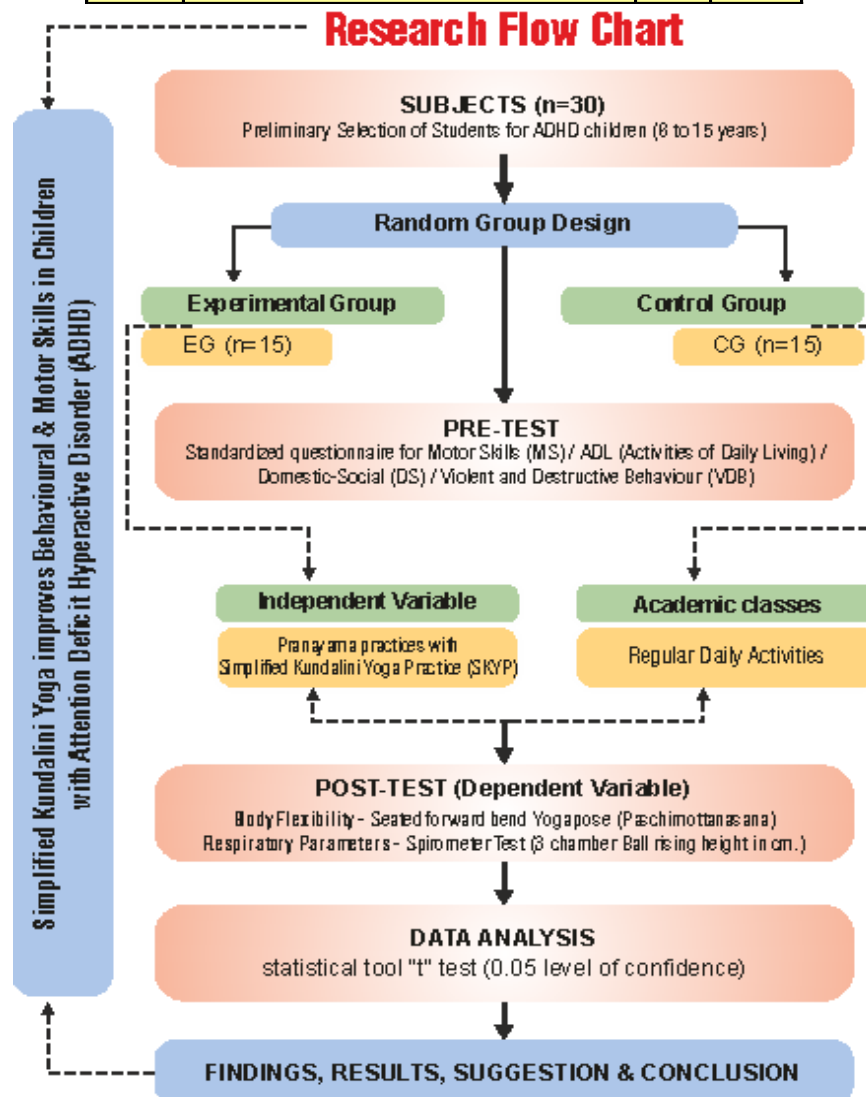 Research Flow Chart
Simplified Kundalini Yoga improves Behavioural & Motor Skills in Children
with Attention Deficit Hyperactive Disorder (ADHD)
SUBJECTS (n=30)
Preliminary Selection of Students for ADHD children (6 to 15 years)
Random Group Design
Experimental Group
EG (n=15)
Control Group
CG (n=15)
PRE-TEST
Standardized questionnaire for Motor Skills (MS) / ADL (Activities of Daily Living) /
Domestic-Social (DS) / Violent and Destructive Behaviour (VDB)
Independent Variable
Pranayama practices with
Simplified Kundalini Yoga Practice (SKYP)
Academic classes
Regular Daily Activities
POST-TEST (Dependent Variable)
Body Flexibility - Seated forward bend Yogapose (Paschimottanasana)
Respiratory Parameters - Spirometer Test (3 chamber Ball rising height in cm.)
DATA ANALYSIS
statistical tool "t" test (0.05 level of confidence)
FINDINGS, RESULTS, SUGGESTION & CONCLUSION